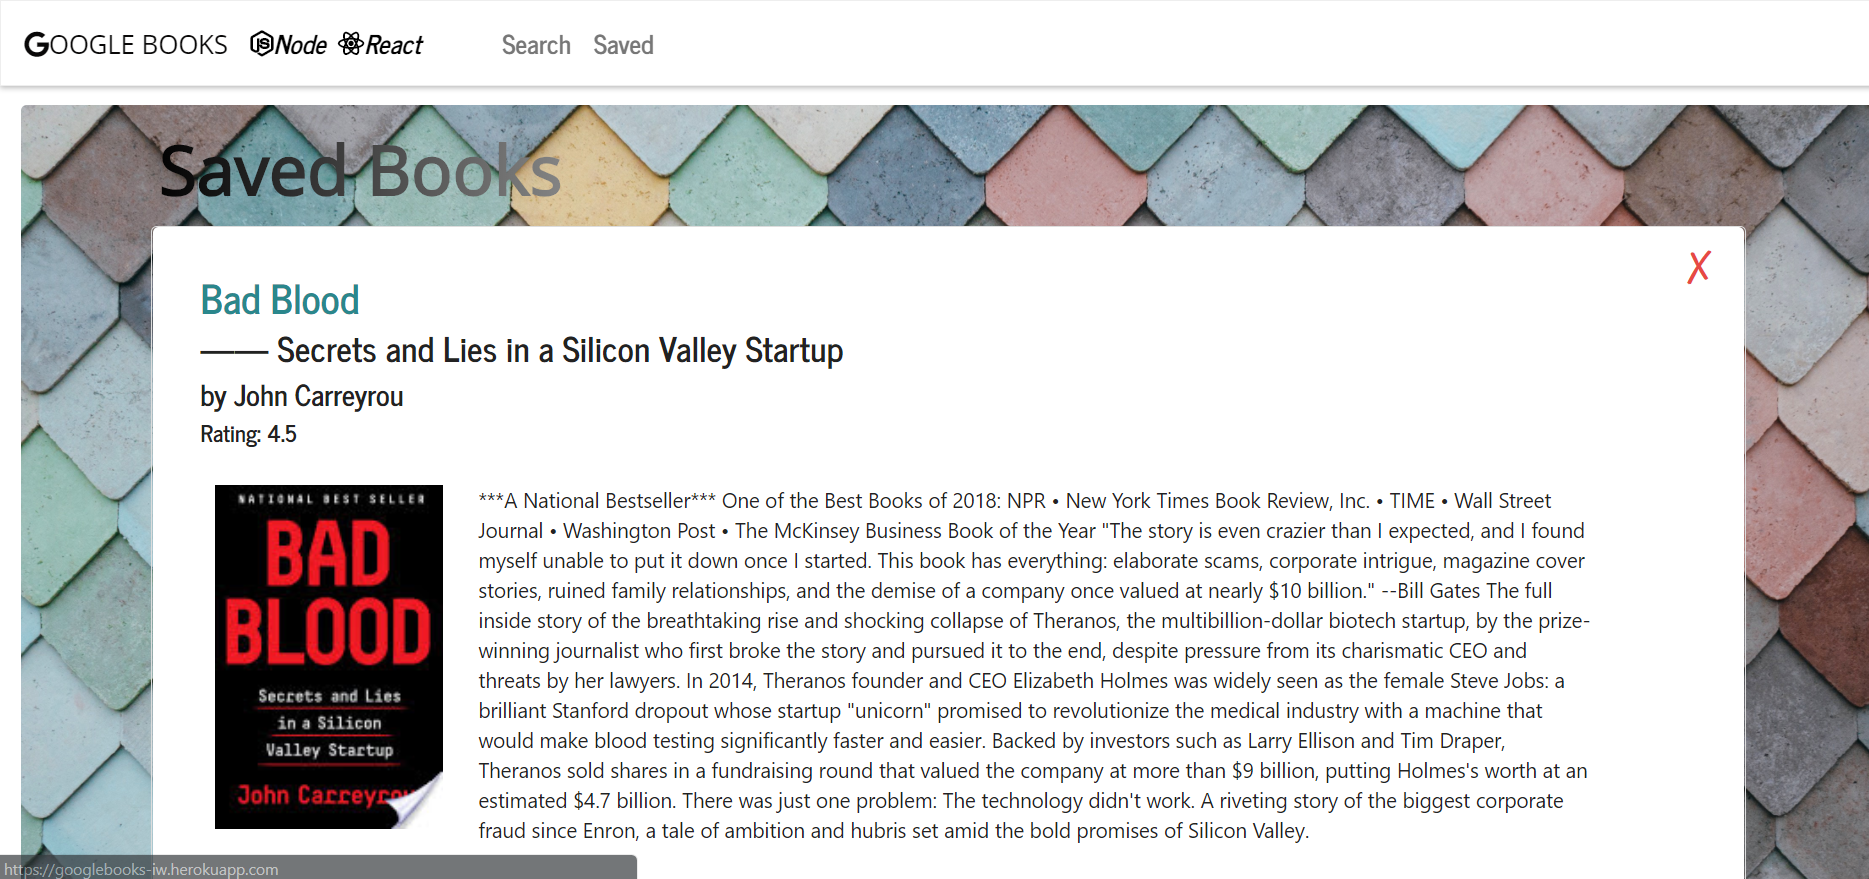 GOOGLE BOOKS Node React Search Saved
Saved Books
X
Bad Blood
—— Secrets and Lies in a Silicon Valley Startup
by John Carreyrou
Rating: 4.5
NATIONAL BEST SELLER
BAD
BLOOD
Secrets and Lies
in a Silicon
Valley Startup
John Carreyrou
***A National Bestseller*** One of the Best Books of 2018: NPR • New York Times Book Review, Inc. • TIME • Wall Street
Journal • Washington Post • The McKinsey Business Book of the Year "The story is even crazier than I expected, and I found
myself unable to put it down once I started. This book has everything: elaborate scams, corporate intrigue, magazine cover
stories, ruined family relationships, and the demise of a company once valued at nearly $10 billion." --Bill Gates The full
inside story of the breathtaking rise and shocking collapse of Theranos, the multibillion-dollar biotech startup, by the prize-
winning journalist who first broke the story and pursued it to the end, despite pressure from its charismatic CEO and
threats by her lawyers. In 2014, Theranos founder and CEO Elizabeth Holmes was widely seen as the female Steve Jobs: a
brilliant Stanford dropout whose startup "unicorn" promised to revolutionize the medical industry with a machine that
would make blood testing significantly faster and easier. Backed by investors such as Larry Ellison and Tim Draper,
Theranos sold shares in a fundraising round that valued the company at more than $9 billion, putting Holmes's worth at an
estimated $4.7 billion. There was just one problem: The technology didn't work. A riveting story of the biggest corporate
fraud since Enron, a tale of ambition and hubris set amid the bold promises of Silicon Valley.
https://googlebooks-iw.herokuapp.com